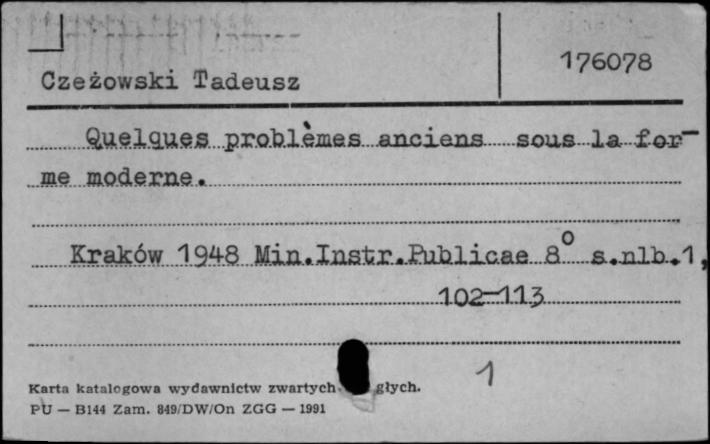 176078
Czeżowski Tadeusz
Quelques problèmes anciens sous la for-
me moderne.
Kraków 1948 Min.Instr.Publicae 8° s.nlb.1,
102-113
1
Karta katalogowa wydawnictw zwartych głych.
PU — B144 Zam. 849/DW/On ZGG — 1991